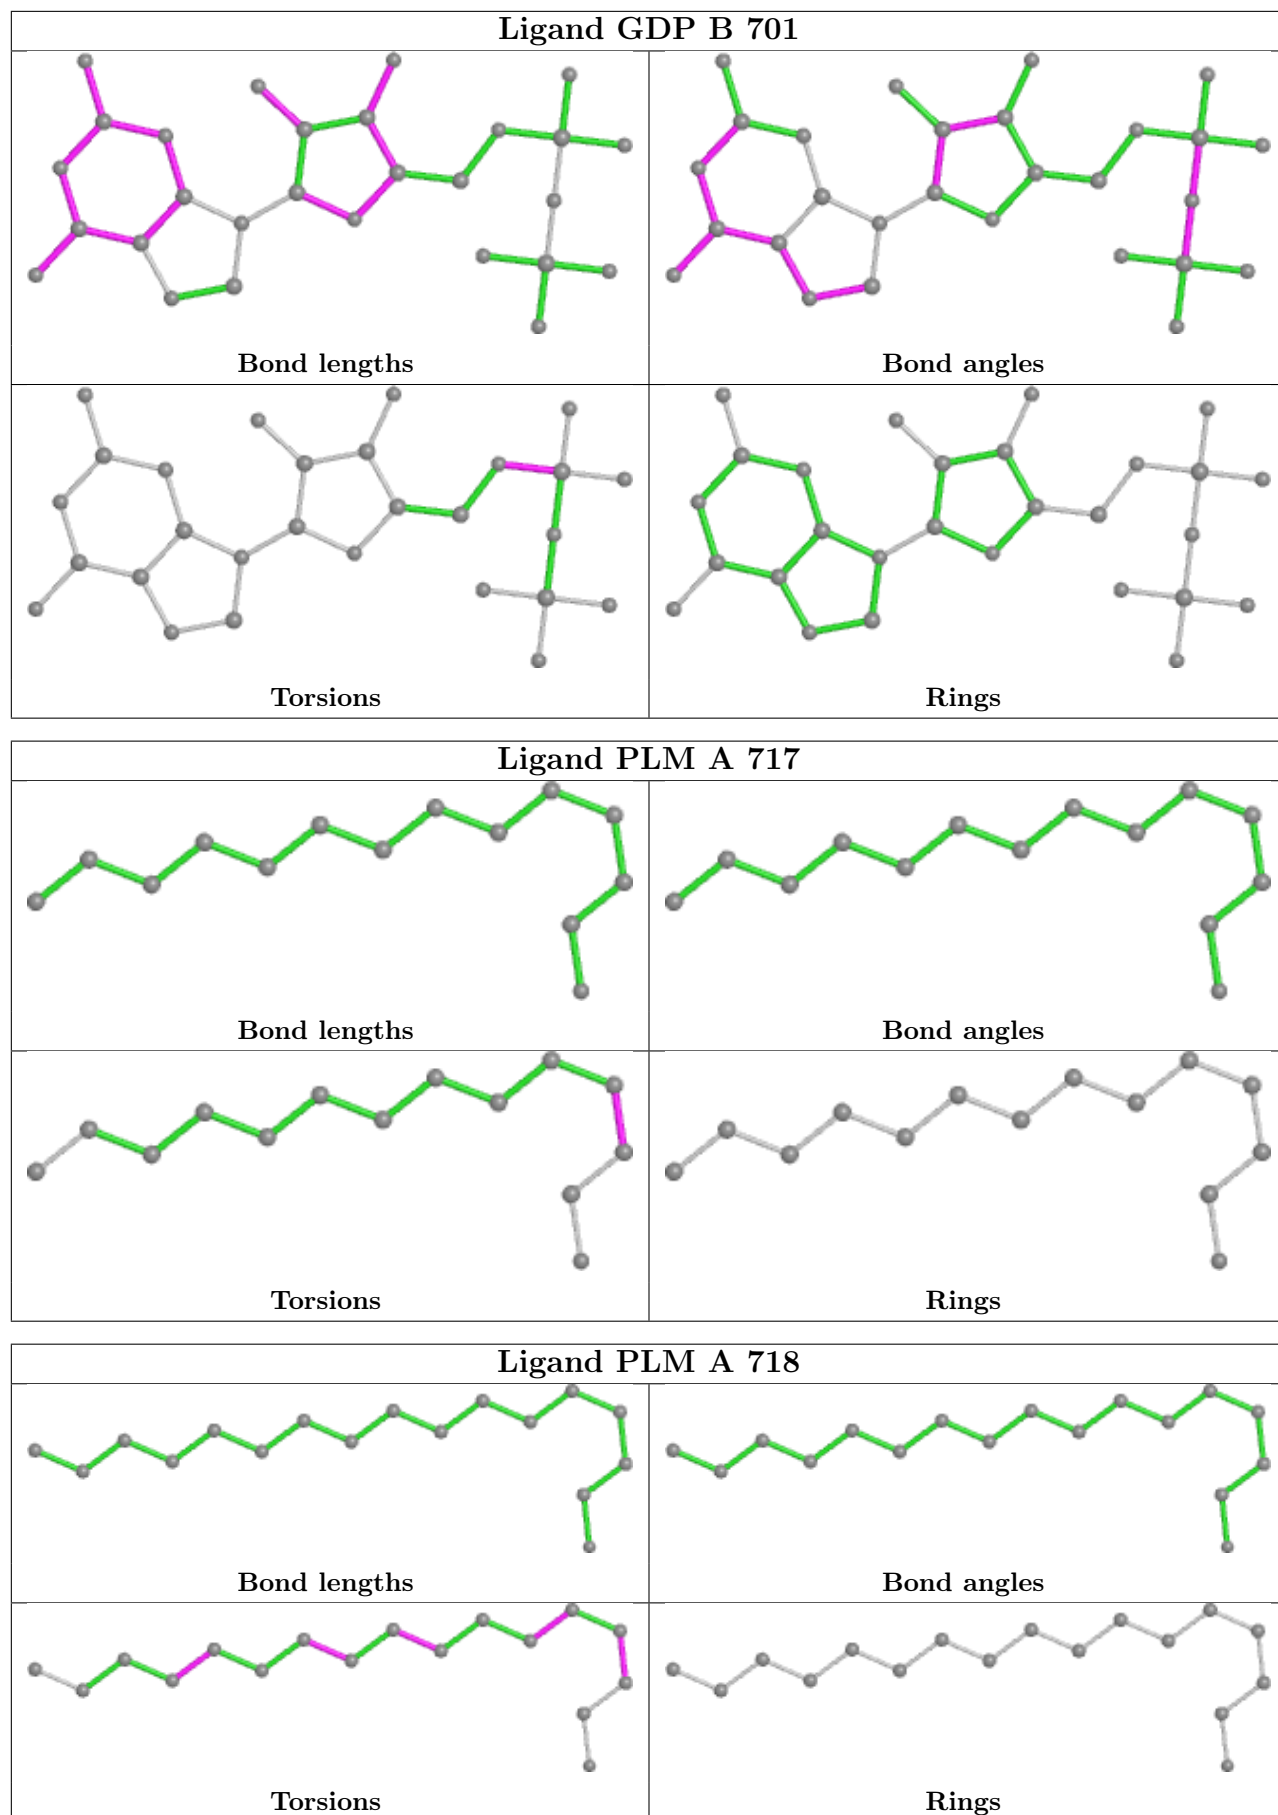 Ligand GDP B 701
Bond lengths
Bond angles
Torsions
Rings
Ligand PLM A 717
Bond lengths
Bond angles
Torsions
Rings
Ligand PLM A 718
Bond lengths
Bond angles
Torsions
Rings